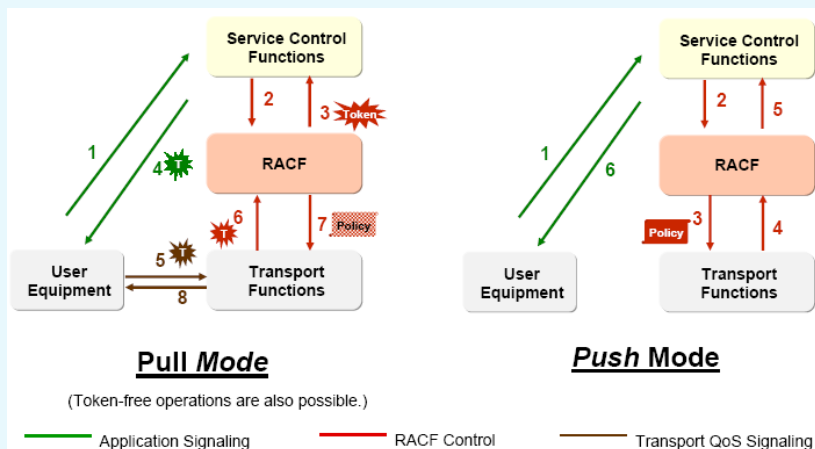 Service Control
Functions
2
3
Token
1
4
T
RACF
6
T
7
Policy
5
T
8
User
Equipment
Transport
Functions
Pull Mode
(Token-free operations are also possible.)
Service Control
Functions
2
5
1
6
RACF
3
Policy
4
User
Equipment
Transport
Functions
Push Mode
Application Signaling
RACF Control
Transport QoS Signaling